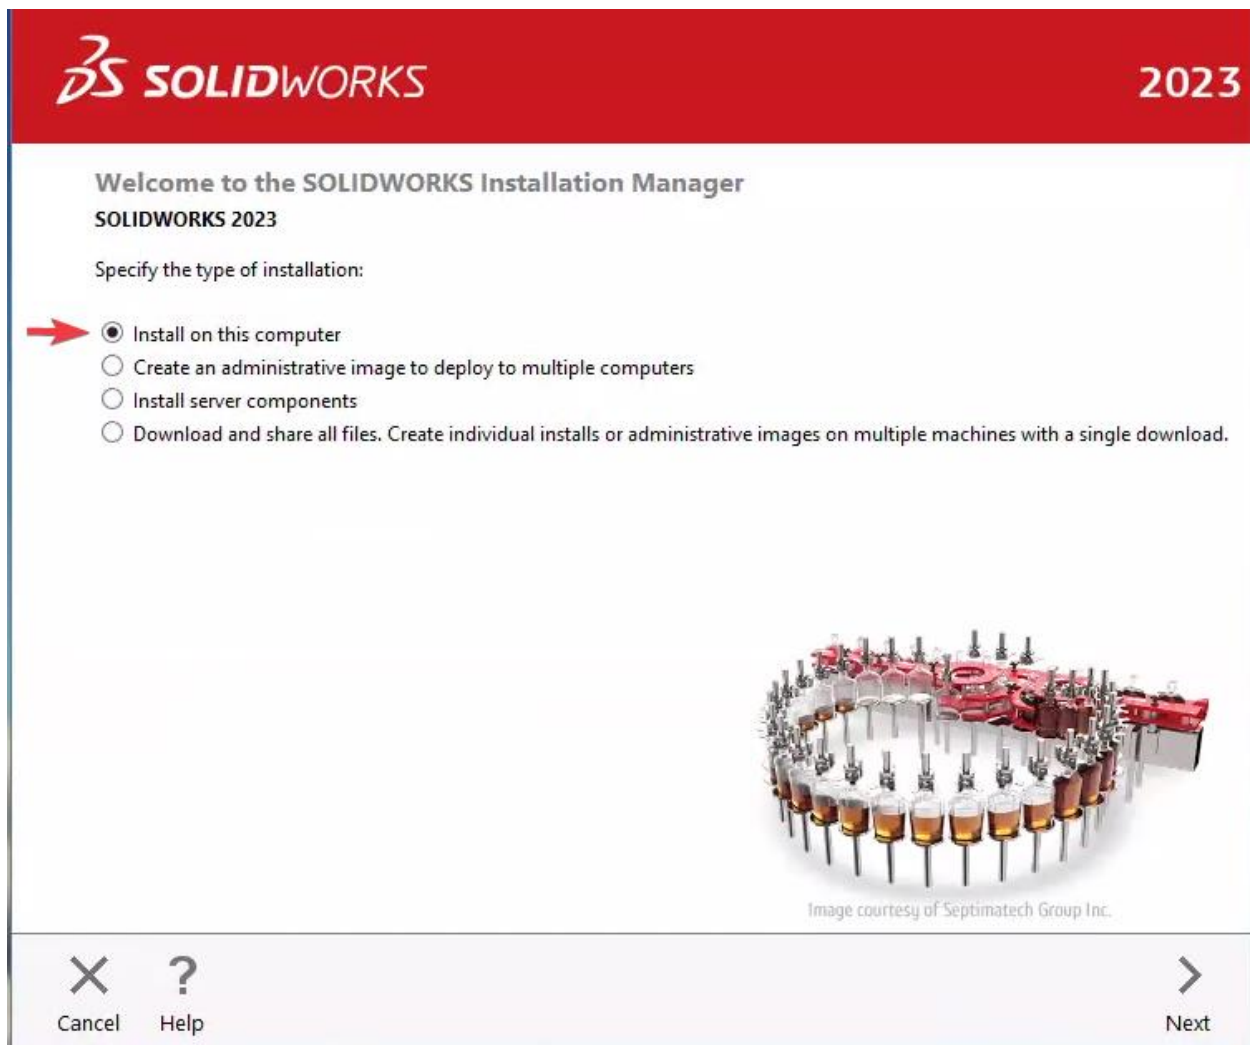 SOLIDWORKS
2023
Welcome to the SOLIDWORKS Installation Manager
SOLIDWORKS 2023
Specify the type of installation:
Install on this computer
Create an administrative image to deploy to multiple computers
Install server components
Download and share all files. Create individual installs or administrative images on multiple machines with a single download.
Image courtesy of Septimatech Group Inc.
Cancel
Help
Next